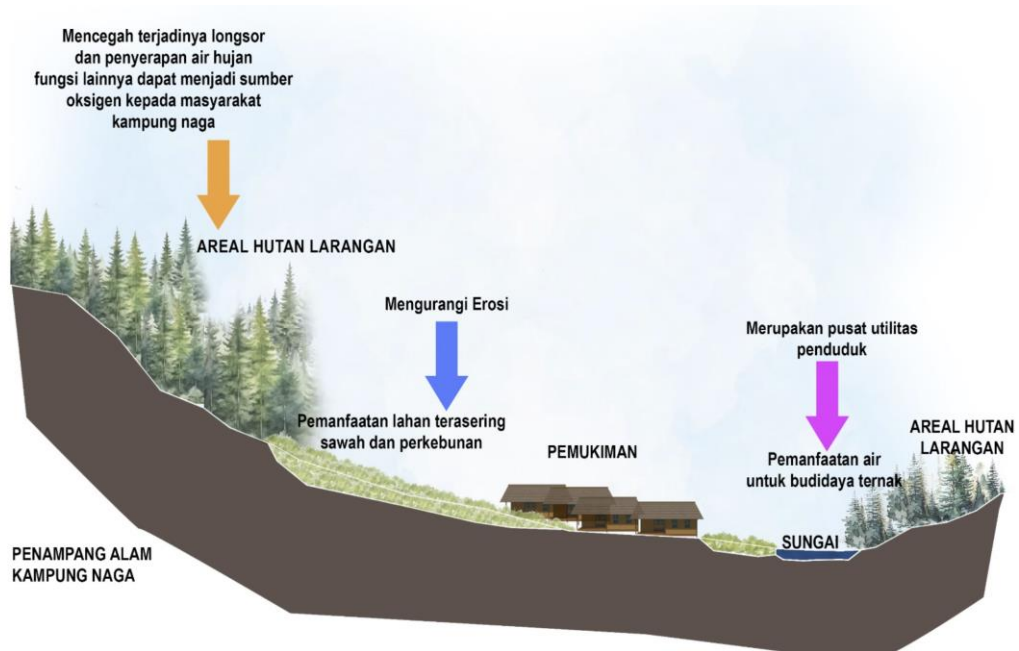 Mencegah terjadinya longsor
dan penyerapan air hujan
fungsi lainnya dapat menjadi sumber
oksigen kepada masyarakat
kampung naga
AREAL HUTAN LARANGAN
Mengurangi Erosi
Pemanfaatan lahan terasering
sawah dan perkebunan
PEMUKIMAN
Merupakan pusat utilitas
penduduk
Pemanfaatan air
untuk budidaya ternak
AREAL HUTAN
LARANGAN
SUNGAI
PENAMPANG ALAM
KAMPUNG NAGA